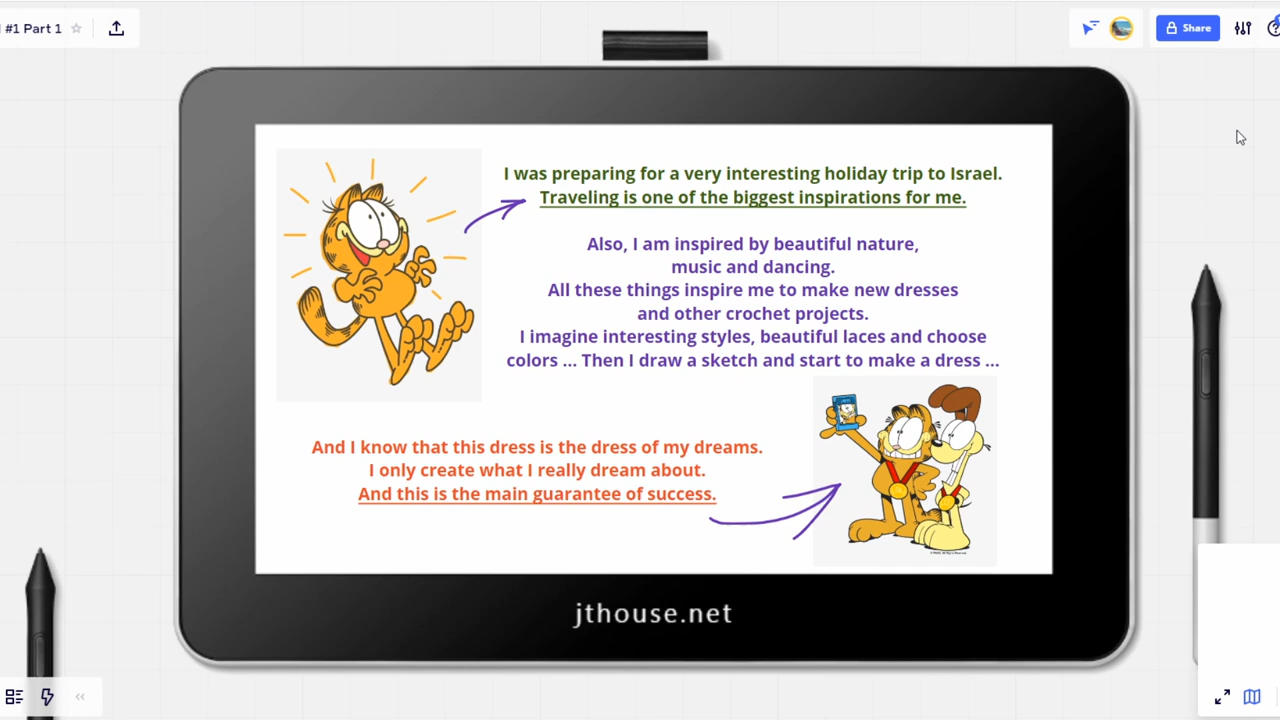 #1 Part 1
Share
I was preparing for a very interesting holiday trip to Israel.
Traveling is one of the biggest inspirations for me.
Also, I am inspired by beautiful nature,
music and dancing.
All these things inspire me to make new dresses
and other crochet projects.
I imagine interesting styles, beautiful laces and choose
colors ... Then I draw a sketch and start to make a dress ...
And I know that this dress is the dress of my dreams.
I only create what I really dream about.
And this is the main guarantee of success.
jthouse.net